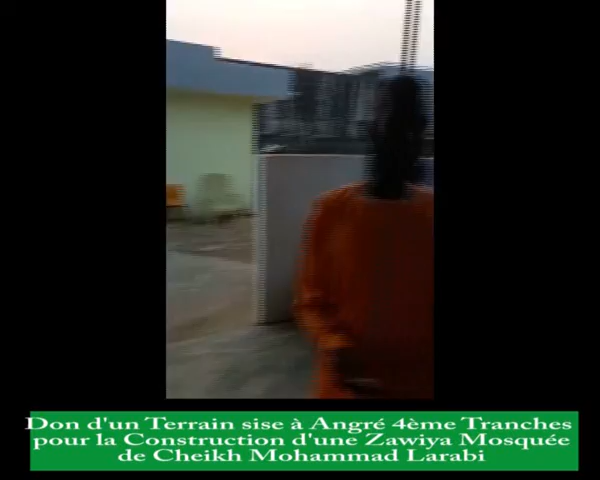 Don d'un Terrain sise à Angré 4ème Tranches
pour la Construction d'une Zawiya Mosquée
de Cheikh Mohammad Larabi